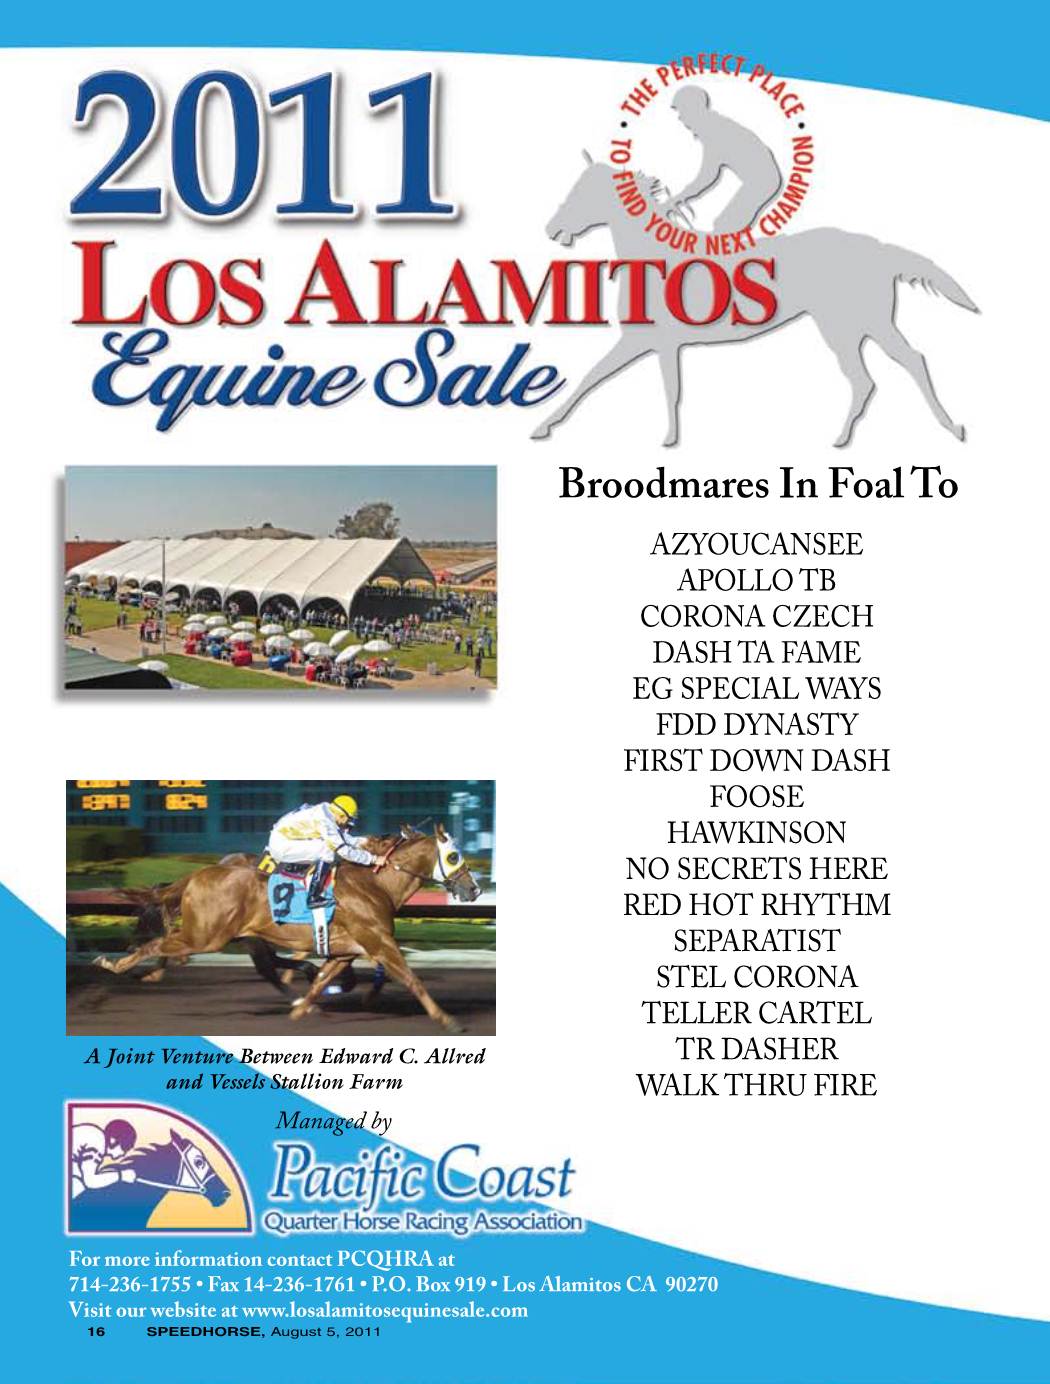 2011
THE PERFECT PLACE
• TO FIND YOUR NEXT CHAMPION •
LOS ALAMITOS
Equine Sale
Broodmares In Foal To
AZYOUCANSEE
APOLLO TB
CORONA CZECH
DASH TA FAME
EG SPECIAL WAYS
FDD DYNASTY
FIRST DOWN DASH
FOOSE
HAWKINSON
NO SECRETS HERE
RED HOT RHYTHM
SEPARATIST
STEL CORONA
TELLER CARTEL
TR DASHER
WALK THRU FIRE
9
A Joint Venture Between Edward C. Allred
and Vessels Stallion Farm
Managed by
Pacific Coast
Quarter Horse Racing Association
For more information contact PCQHRA at
714-236-1755 • Fax 14-236-1761 • P.O. Box 919 • Los Alamitos CA 90270
Visit our website at www.losalamitosequinesale.com
16 SPEEDHORSE, August 5, 2011